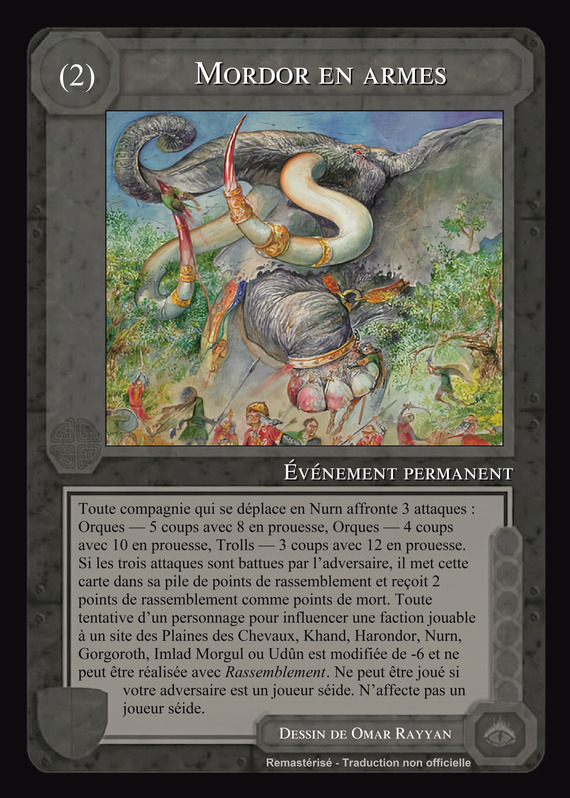 (2)
Mordor en armes
Événement permanent
Toute compagnie qui se déplace en Nurn affronte 3 attaques :
Orques — 5 coups avec 8 en prouesse, Orques — 4 coups
avec 10 en prouesse, Trolls — 3 coups avec 12 en prouesse.
Si les trois attaques sont battues par l’adversaire, il met cette
carte dans sa pile de points de rassemblement et reçoit 2
points de rassemblement comme points de mort. Toute
tentative d’un personnage pour influencer une faction jouable
à un site des Plaines des Chevaux, Khand, Harondor, Nurn,
Gorgoroth, Imlad Morgul ou Udûn est modifiée de -6 et ne
peut être réalisée avec Rassemblement. Ne peut être joué si
votre adversaire est un joueur séide. N’affecte pas un
joueur séide.
Dessin de Omar Rayyan
Remastérisé - Traduction non officielle